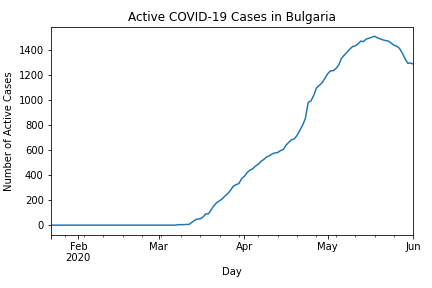 Active COVID-19 Cases in Bulgaria
Number of Active Cases
1400
1200
1000
800
600
400
200
0
Feb
2020
Mar
Apr
May
Jun
Day